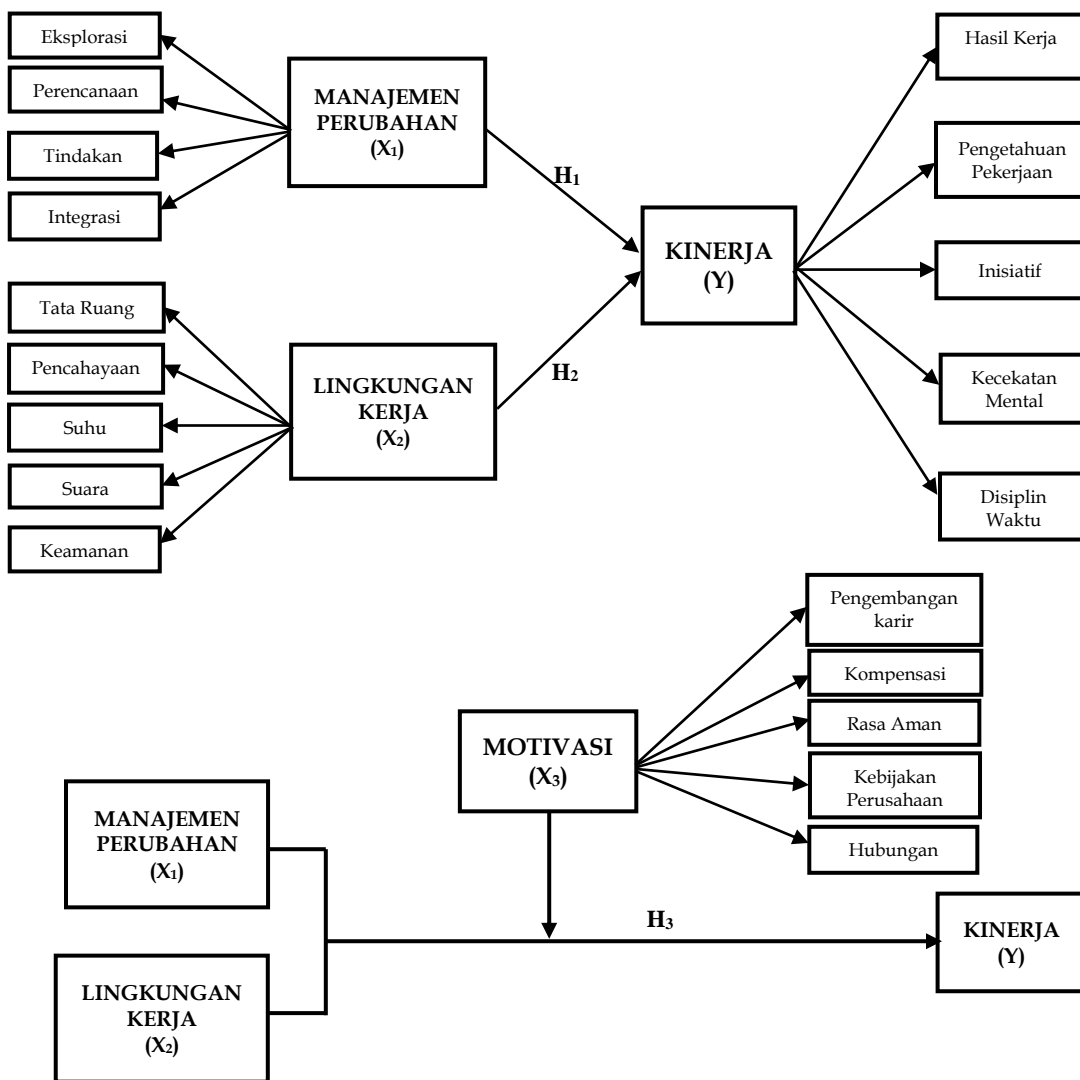 Eksplorasi
Perencanaan
Tindakan
Integrasi
MANAJEMEN
PERUBAHAN
(X₁)
H₁
Tata Ruang
Pencahayaan
Suhu
Suara
Keamanan
LINGKUNGAN
KERJA
(X₂)
H₂
KINERJA
(Y)
Hasil Kerja
Pengetahuan
Pekerjaan
Inisiatif
Kecekatan
Mental
Disiplin
Waktu
MOTIVASI
(X₃)
Pengembangan
karir
Kompensasi
Rasa Aman
Kebijakan
Perusahaan
Hubungan
MANAJEMEN
PERUBAHAN
(X₁)
LINGKUNGAN
KERJA
(X₂)
H₃
KINERJA
(Y)